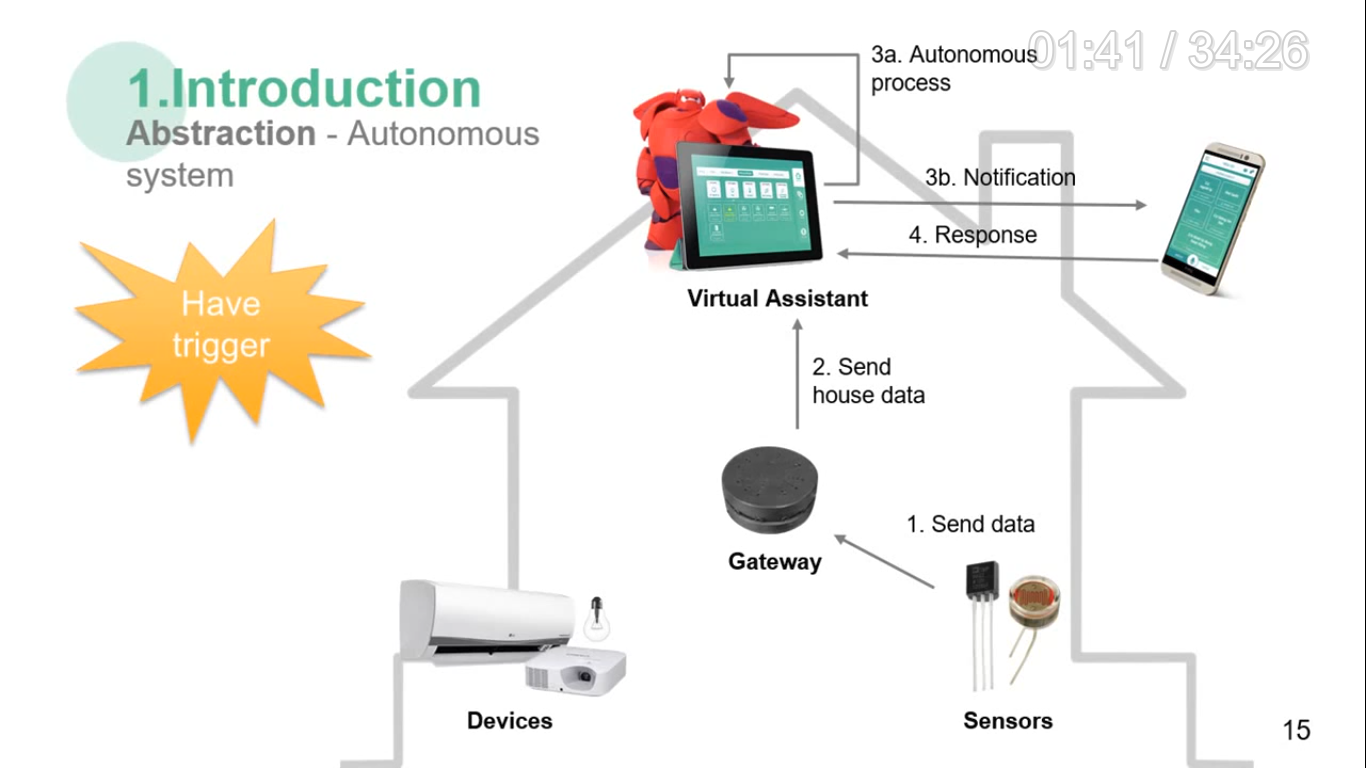 1.Introduction
Abstraction - Autonomous
system
01:41 / 34:26
3a. Autonomous
process
3b. Notification
4. Response
Have
trigger
Virtual Assistant
2. Send
house data
1. Send data
Gateway
Devices
Sensors
15